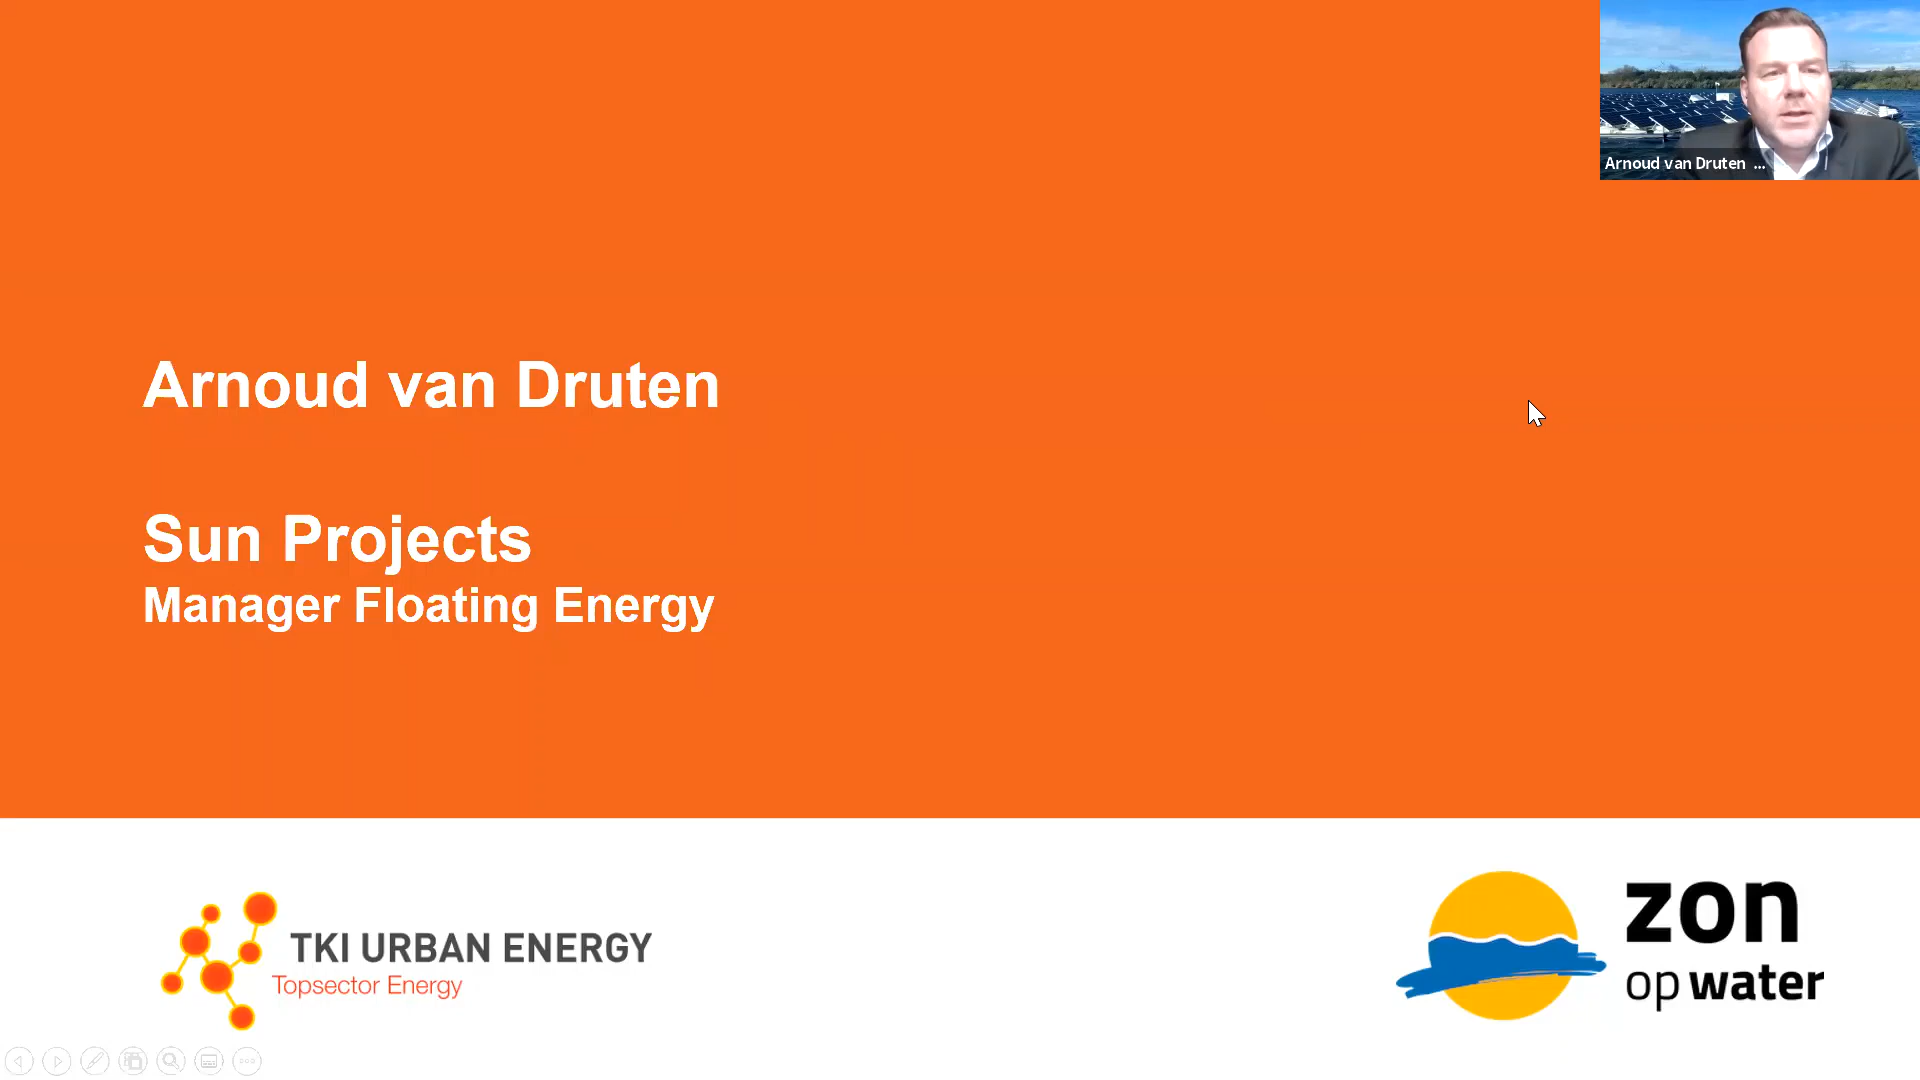 Arnoud van Druten ...
Arnoud van Druten
Sun Projects
Manager Floating Energy
TKI URBAN ENERGY
Topsector Energy
zon
op water